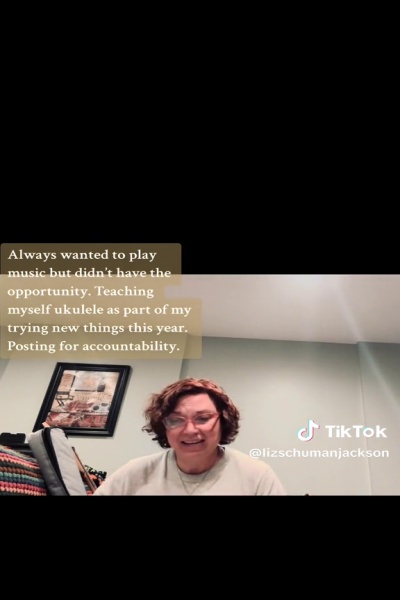 Always wanted to play
music but didn't have the
opportunity. Teaching
myself ukulele as part of my
trying new things this year.
Posting for accountability.
TikTok
@lizschumanjackson